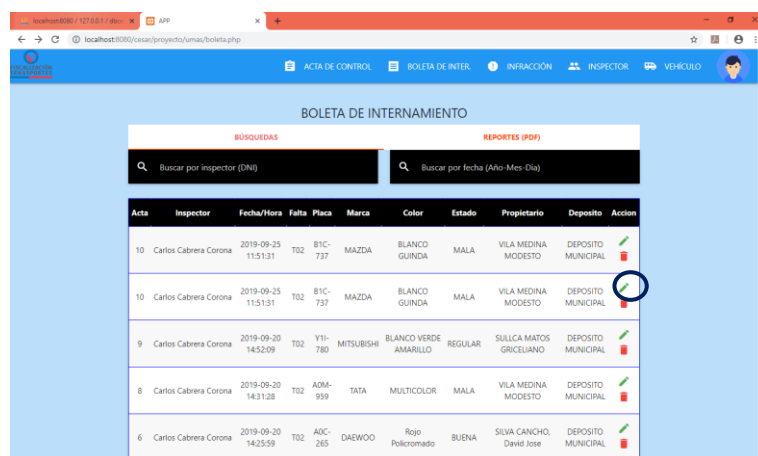 localhost:8080 / 127.0.0.1 /
APP
localhost:8080/cesar/proyecto/umas/boleta.php
FISCALIZACIÓN
TRANSPORTES
ACTA DE CONTROL
BOLETA DE INTER.
INFRACCIÓN
INSPECTOR
VEHÍCULO
BOLETA DE INTERNAMIENTO
BÚSQUEDAS
REPORTES (PDF)
Buscar por inspector (DNI)
Buscar por fecha (Año-Mes-Dia)
Acta Inspector Fecha/Hora Falta Placa Marca Color Estado Propietario Deposito Accion
10 Carlos Cabrera Corona 2019-09-25 11:51:31 T02 B1C-737 MAZDA BLANCO GUINDA MALA VILA MEDINA MODESTO DEPOSITO MUNICIPAL
10 Carlos Cabrera Corona 2019-09-25 11:51:31 T02 B1C-737 MAZDA BLANCO GUINDA MALA VILA MEDINA MODESTO DEPOSITO MUNICIPAL
9 Carlos Cabrera Corona 2019-09-20 14:52:09 T02 Y1I-780 MITSUBISHI BLANCO VERDE AMARILLO REGULAR SULLCA MATOS GRICELIANO DEPOSITO MUNICIPAL
8 Carlos Cabrera Corona 2019-09-20 14:31:28 T02 A0M-959 TATA MULTICOLOR MALA VILA MEDINA MODESTO DEPOSITO MUNICIPAL
6 Carlos Cabrera Corona 2019-09-20 14:25:59 T02 A0C-265 DAEWOO Rojo Policromado BUENA SILVA CANCHO, David Jose DEPOSITO MUNICIPAL